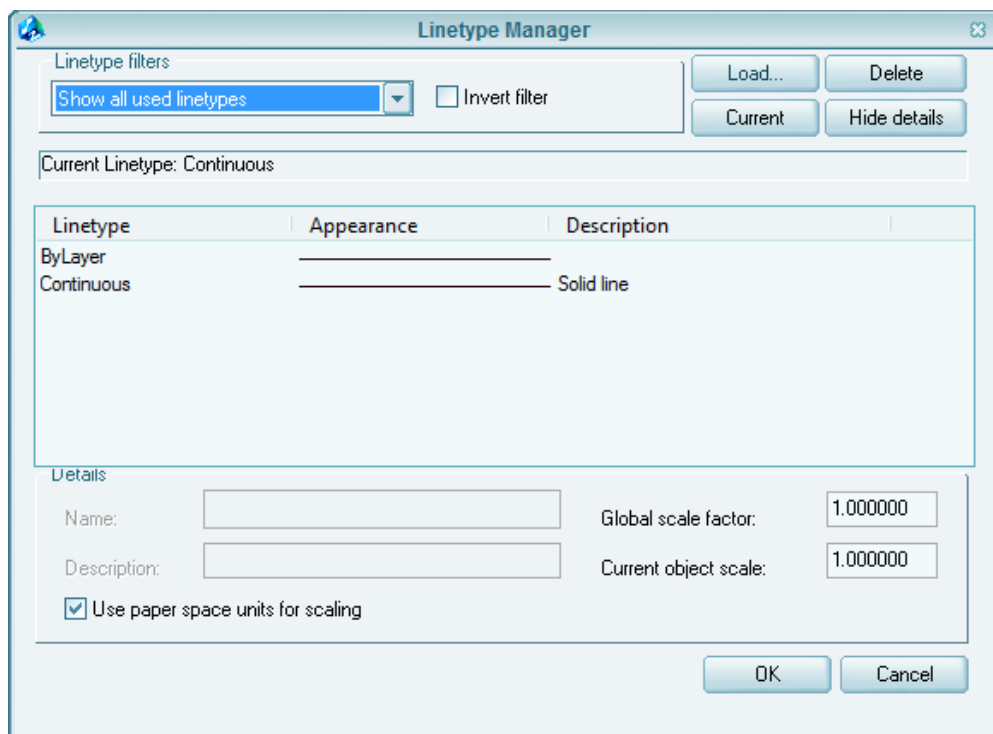 Linetype Manager
Linetype filters
Show all used linetypes
Invert filter
Load...
Delete
Current
Hide details
Current Linetype: Continuous
Linetype Appearance Description
ByLayer
Continuous Solid line
Details
Name:
Global scale factor: 1.000000
Description:
Current object scale: 1.000000
Use paper space units for scaling
OK
Cancel